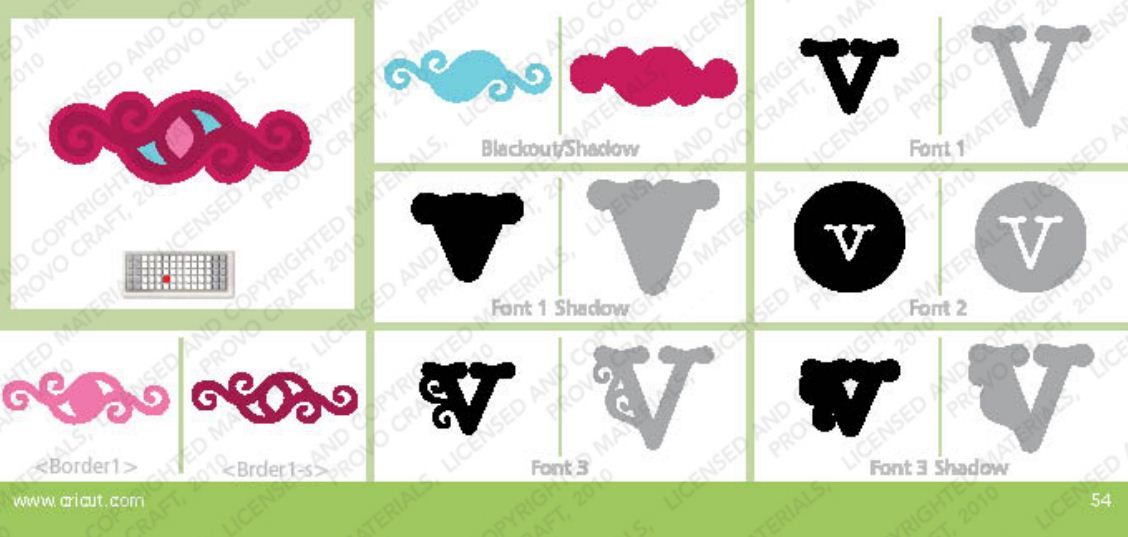 Blackout/Shadow
V V
Font 1
Font 1 Shadow
V V
Font 2
<Border1>
<Brder1-s>
V V
Font 3
V V
Font 3 Shadow
www.cricut.com
54
LICENSED AND COPYRIGHTED MATERIALS,
PROVO CRAFT, 2010